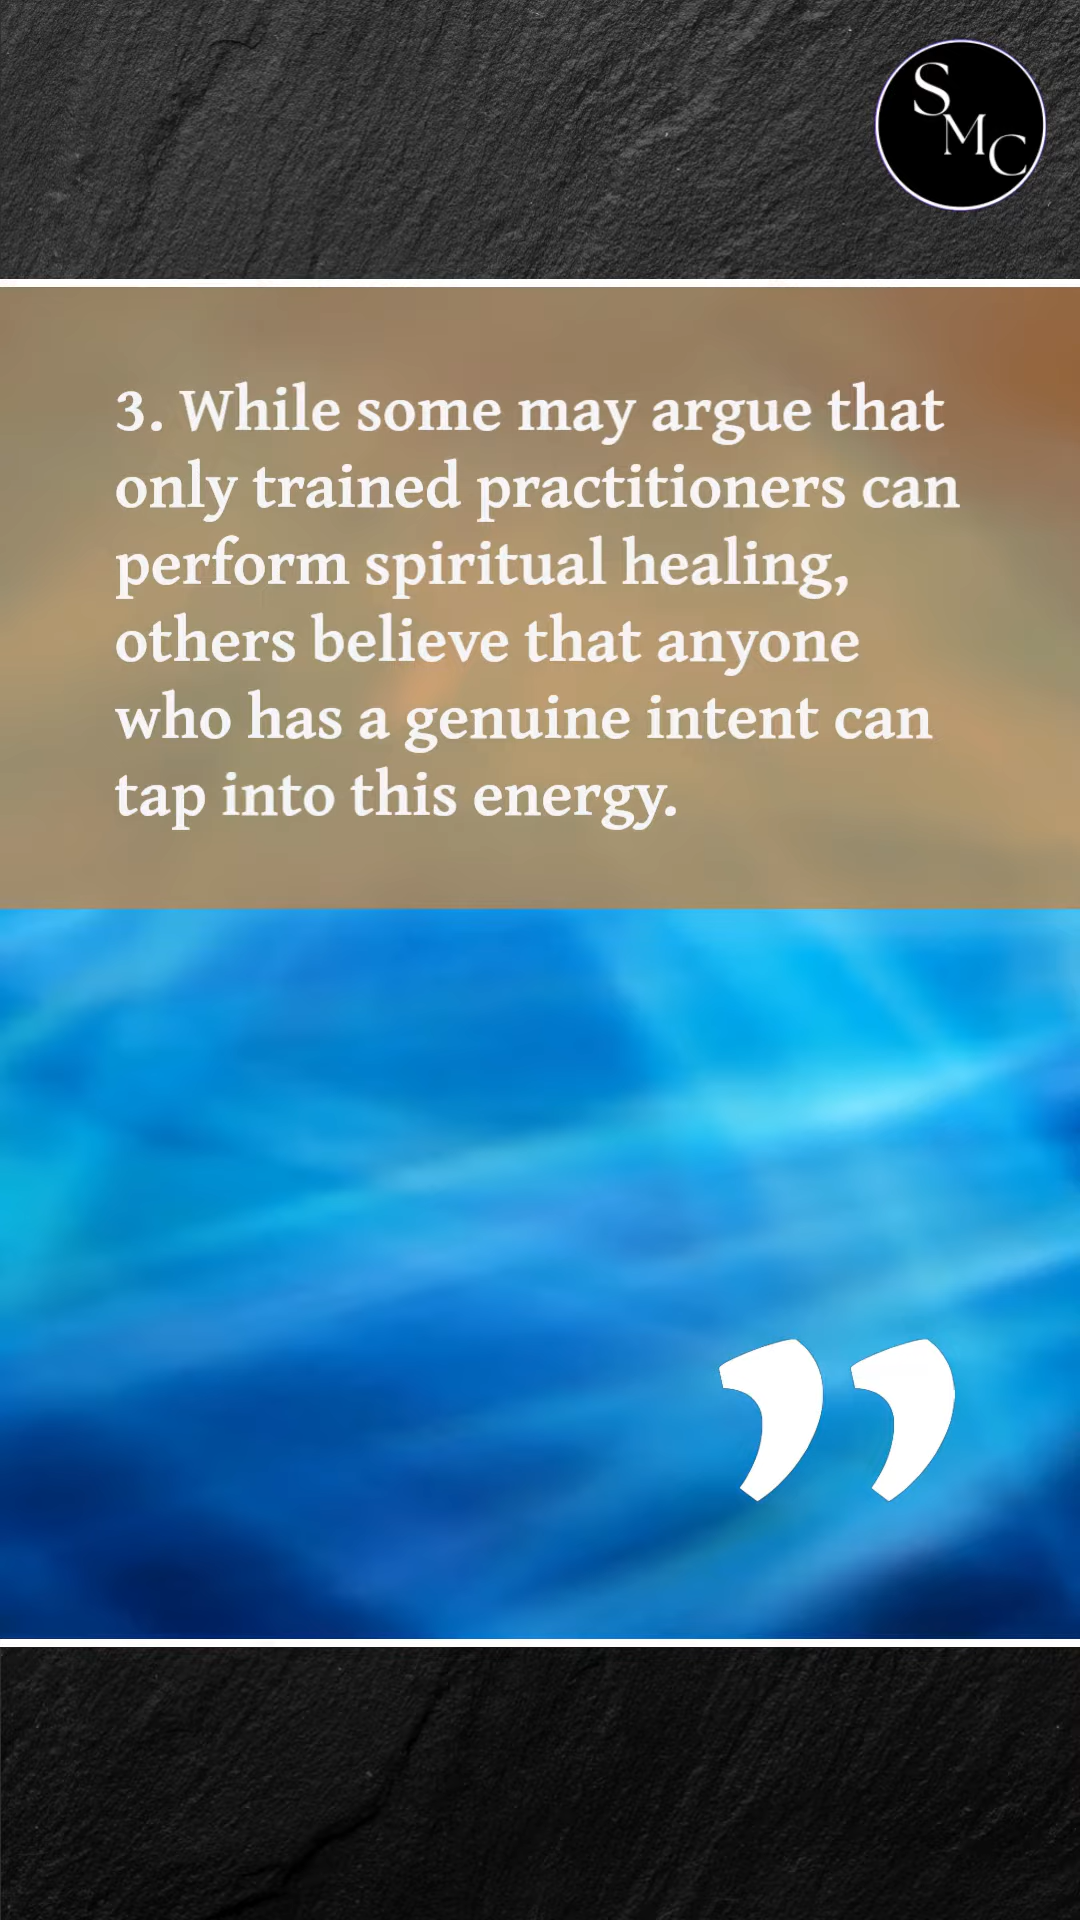 SMC
3. While some may argue that
only trained practitioners can
perform spiritual healing,
others believe that anyone
who has a genuine intent can
tap into this energy.
”